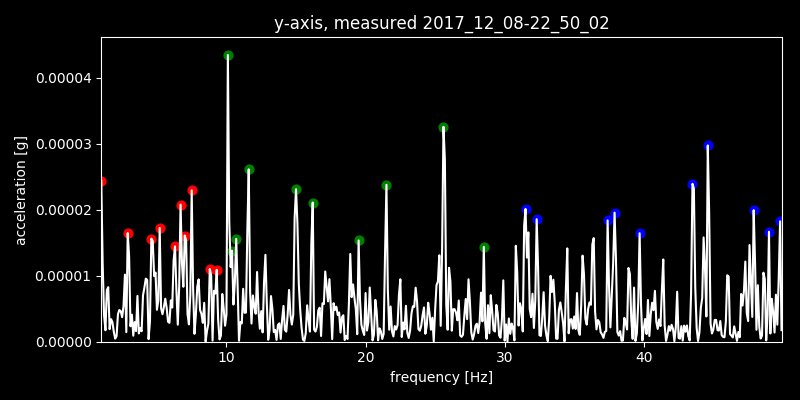 y-axis, measured 2017_12_08-22_50_02
acceleration [g]
0.00004
0.00003
0.00002
0.00001
0.00000
10 20 30 40
frequency [Hz]